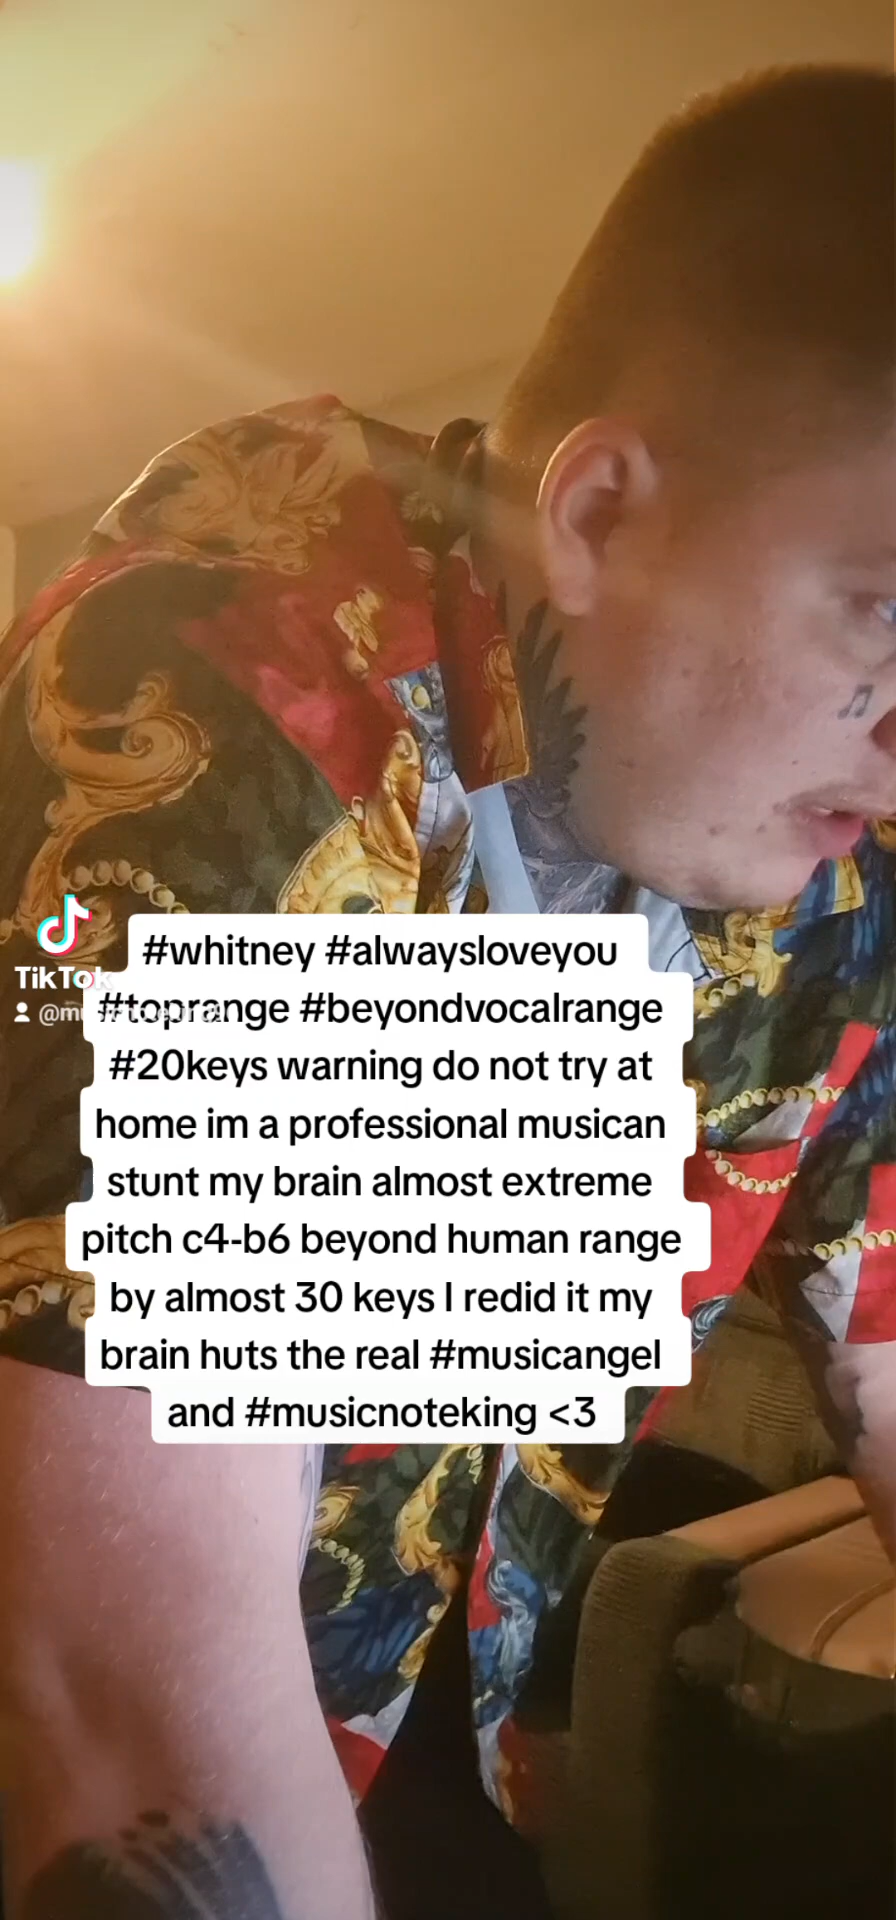 #whitney #alwaysloveyou
#toprange #beyondvocalrange
#20keys warning do not try at
home im a professional musican
stunt my brain almost extreme
pitch c4-b6 beyond human range
by almost 30 keys I redid it my
brain huts the real #musicangel
and #musicnoteking <3
TikTok